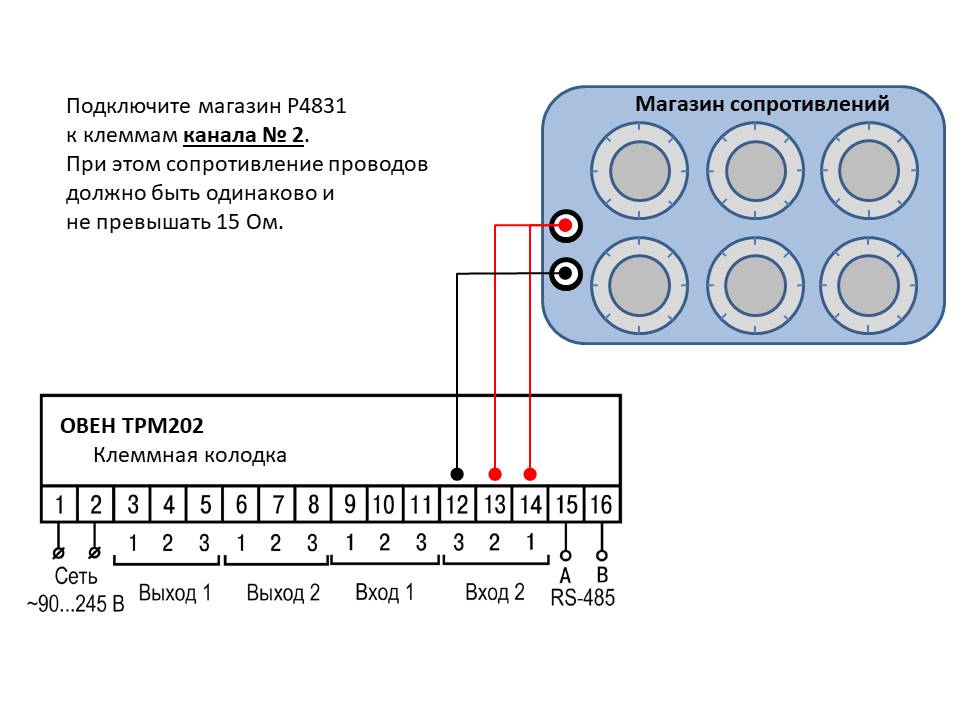 Подключите магазин Р4831
к клеммам канала № 2.
При этом сопротивление проводов
должно быть одинаково и
не превышать 15 Ом.
Магазин сопротивлений
ОВЕН ТРМ202
Клеммная колодка
1 2 3 4 5 6 7 8 9 10 11 12 13 14 15 16
1 2 3 1 2 3 1 2 3 3 2 1
Сеть
~90...245 В
Выход 1
Выход 2
Вход 1
Вход 2
A B
RS-485